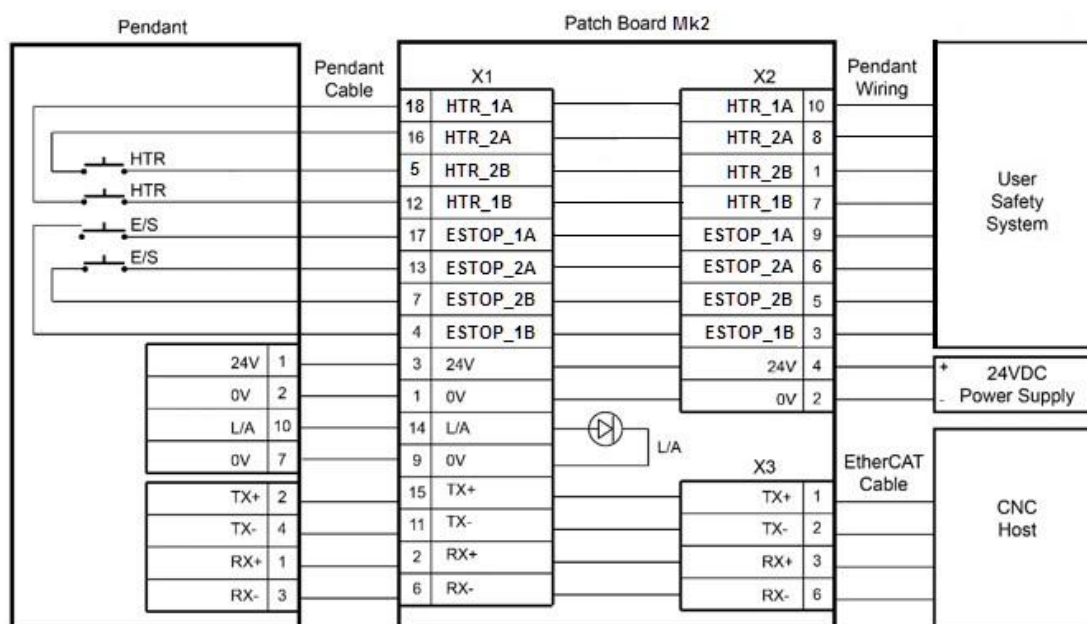 Pendant
Patch Board Mk2
Pendant
Cable
X1
X2
Pendant
Wiring
18 HTR_1A
HTR_1A 10
16 HTR_2A
HTR_2A 8
HTR
5 HTR_2B
HTR_2B 1
HTR
12 HTR_1B
HTR_1B 7
E/S
17 ESTOP_1A
ESTOP_1A 9
E/S
13 ESTOP_2A
ESTOP_2A 6
7 ESTOP_2B
ESTOP_2B 5
4 ESTOP_1B
ESTOP_1B 3
User
Safety
System
24V 1
3 24V
24V 4
0V 2
1 0V
0V 2
+
-
24VDC
Power Supply
L/A 10
14 L/A
L/A
0V 7
9 0V
X3
EtherCAT
Cable
TX+ 2
15 TX+
TX+ 1
TX- 4
11 TX-
TX- 2
RX+ 1
2 RX+
RX+ 3
RX- 3
6 RX-
RX- 6
CNC
Host